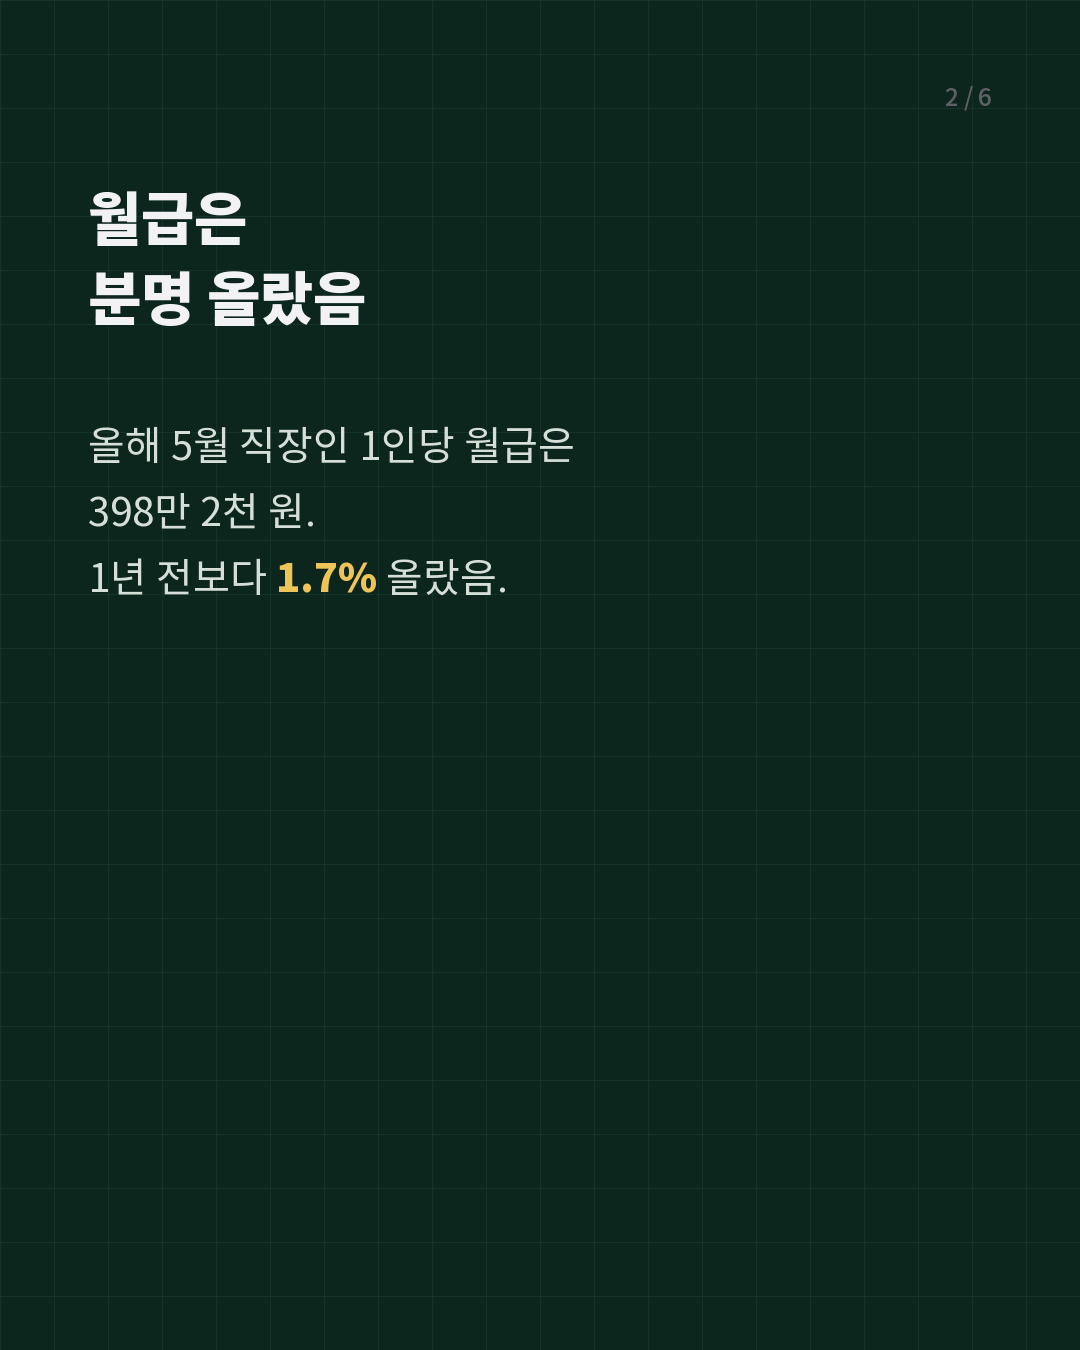 2 / 6
월급은
분명 올랐음
올해 5월 직장인 1인당 월급은
398만 2천 원.
1년 전보다 1.7% 올랐음.